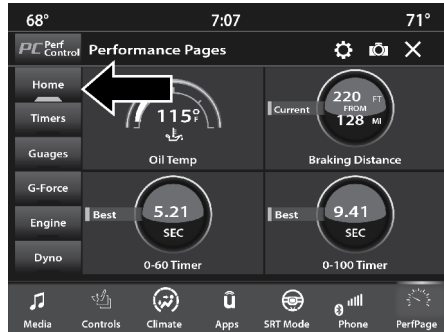 68°
7:07
71°
PC Perf Control
Performance Pages
Home
Timers
Guages
G-Force
Engine
Dyno
115°F
Oil Temp
Current
220 FT
FROM
128 MI
Braking Distance
Best
5.21
SEC
0-60 Timer
Best
9.41
SEC
0-100 Timer
Media
Controls
Climate
û
Apps
SRT Mode
Phone
PerfPage